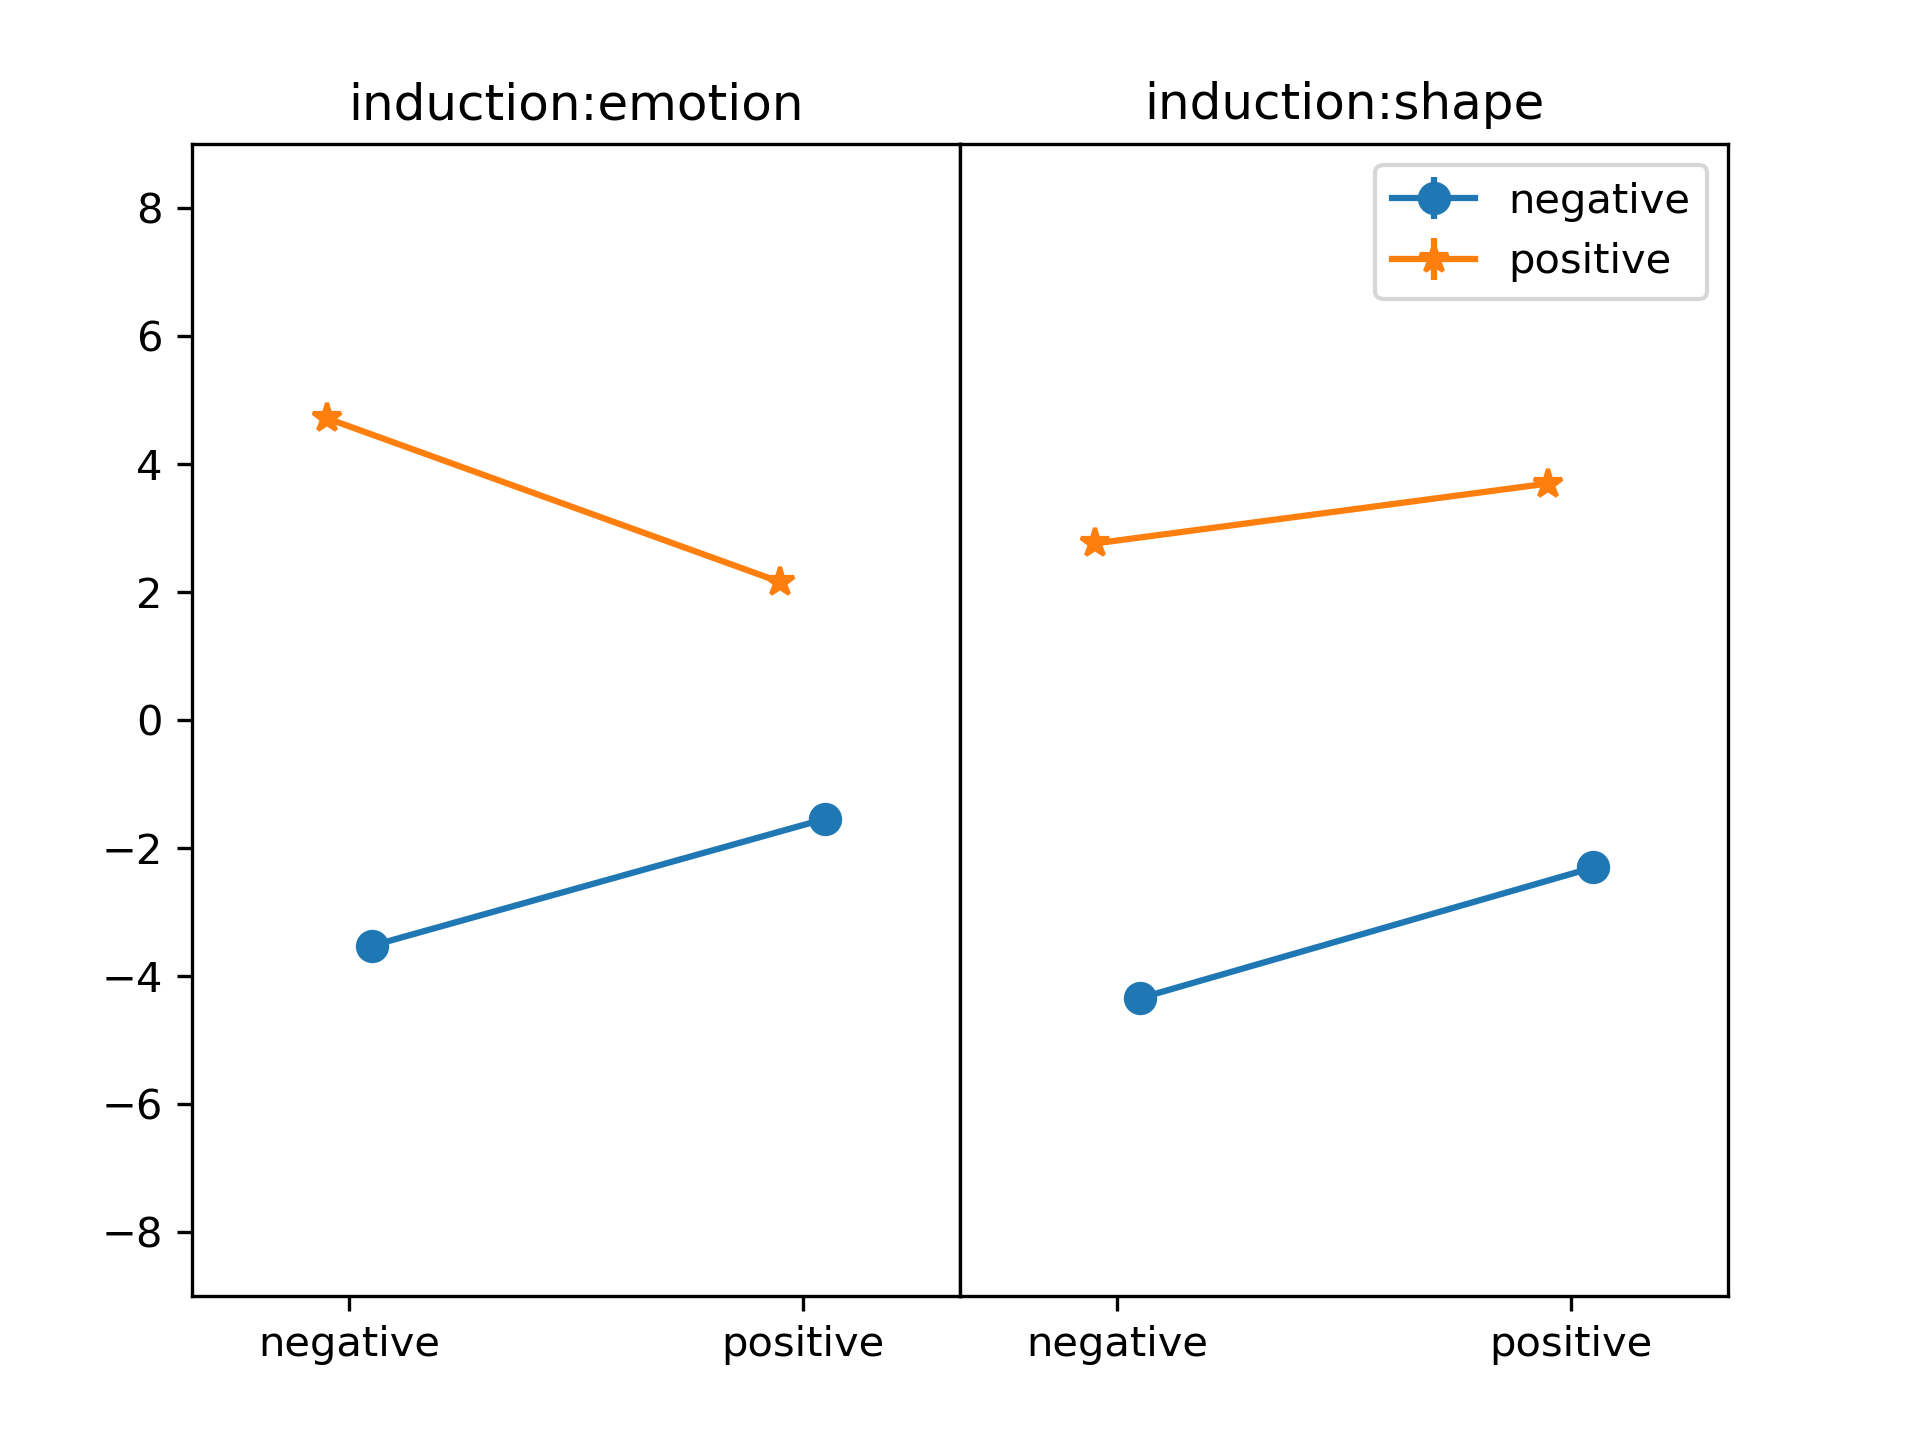 induction:emotion
induction:shape
negative
positive
8
6
4
2
0
−2
−4
−6
−8
negative positive negative positive